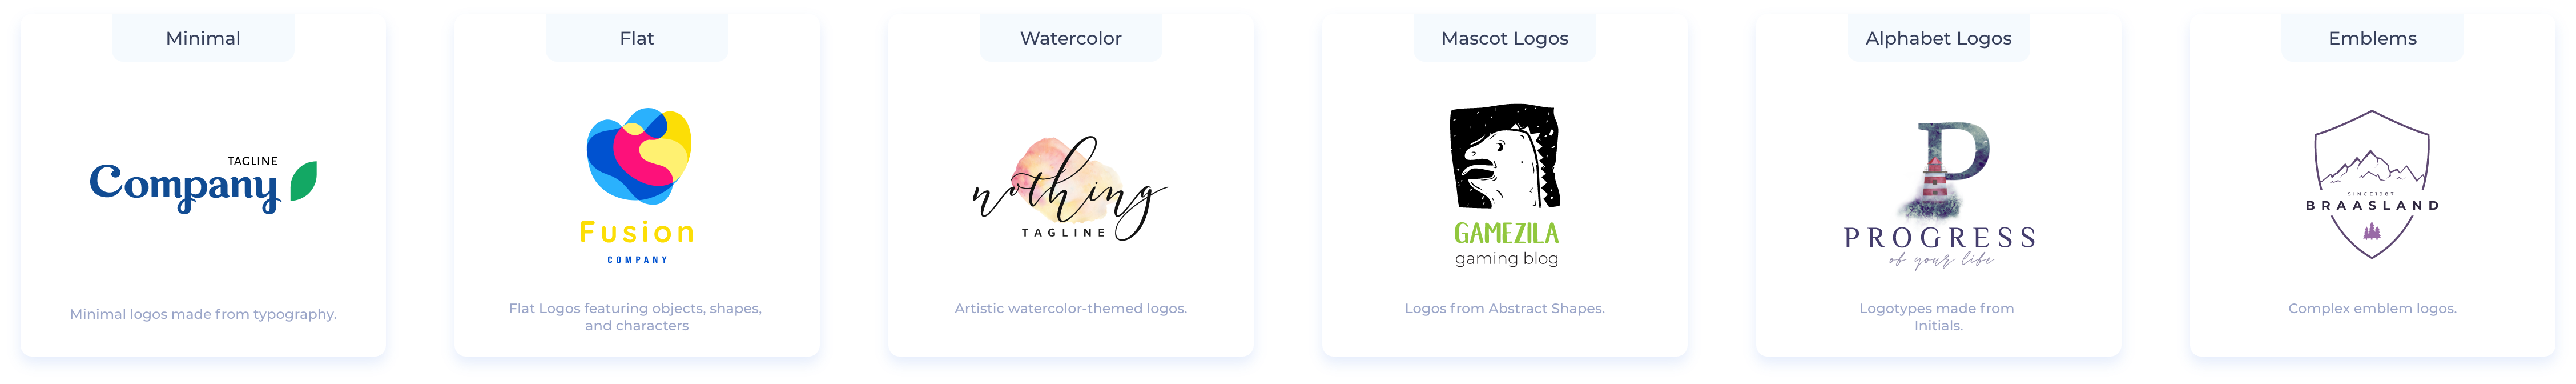 Minimal
TAGLINE
Company
Minimal logos made from typography.
Flat
Fusion
COMPANY
Flat Logos featuring objects, shapes,
and characters
Watercolor
nothing
TAGLINE
Artistic watercolor-themed logos.
Mascot Logos
GAMEZILA
gaming blog
Logos from Abstract Shapes.
Alphabet Logos
P
PROGRESS
of your life
Logotypes made from
Initials.
Emblems
SINCE1987
BRAASLAND
Complex emblem logos.